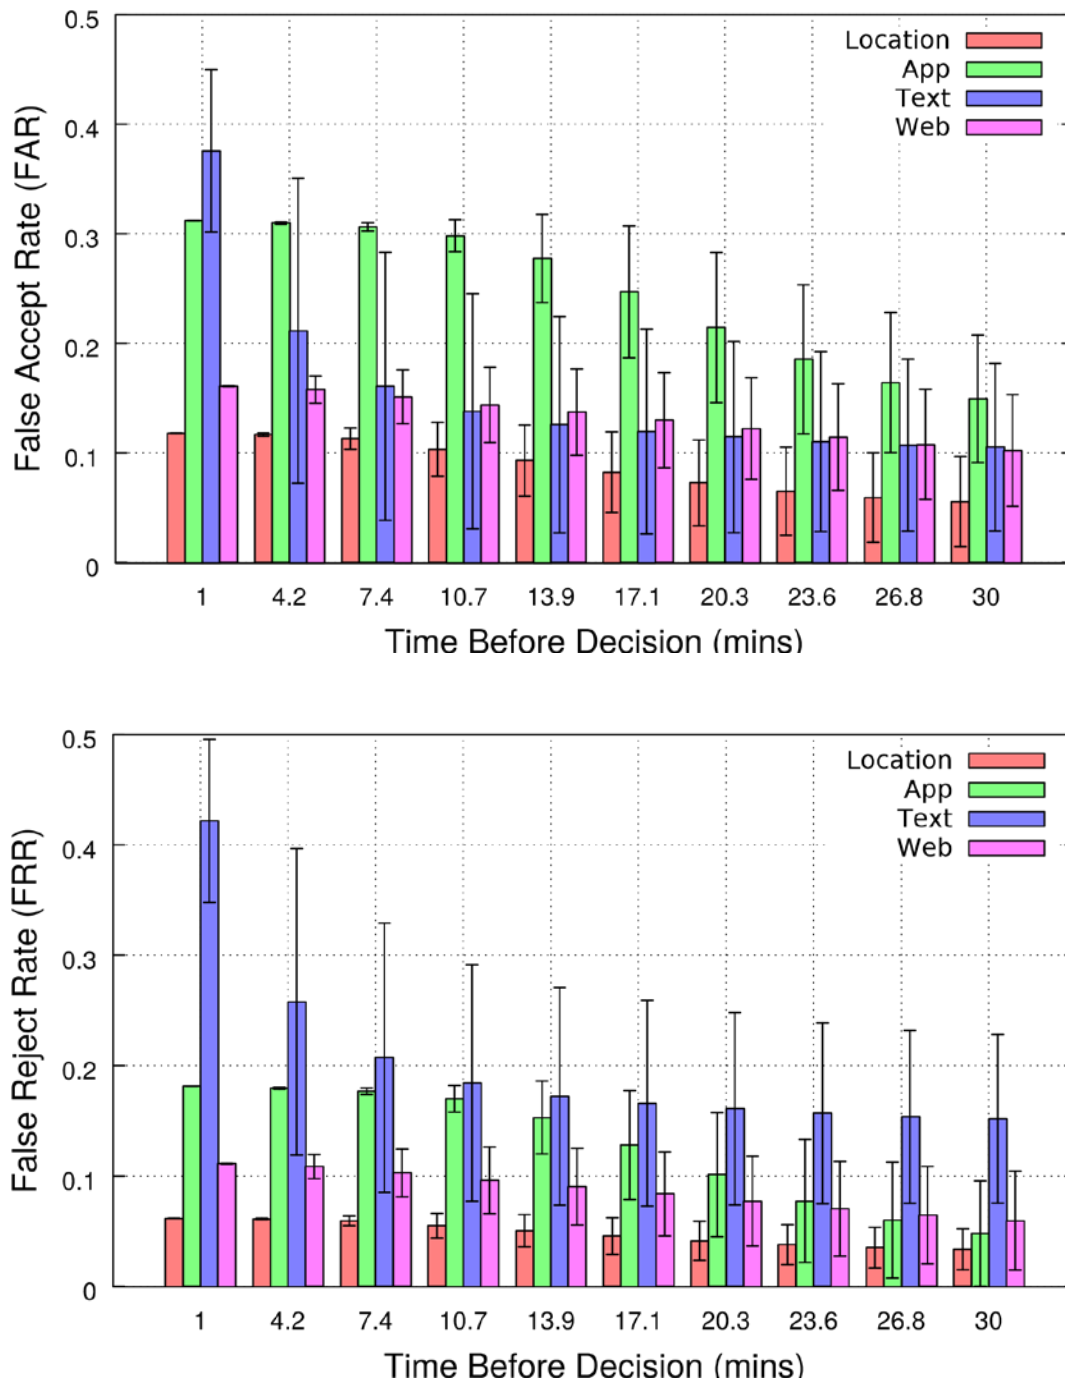 0.5
0.4
0.3
0.2
0.1
0
False Accept Rate (FAR)
Location
App
Text
Web
1 4.2 7.4 10.7 13.9 17.1 20.3 23.6 26.8 30
Time Before Decision (mins)
0.5
0.4
0.3
0.2
0.1
0
False Reject Rate (FRR)
Location
App
Text
Web
1 4.2 7.4 10.7 13.9 17.1 20.3 23.6 26.8 30
Time Before Decision (mins)